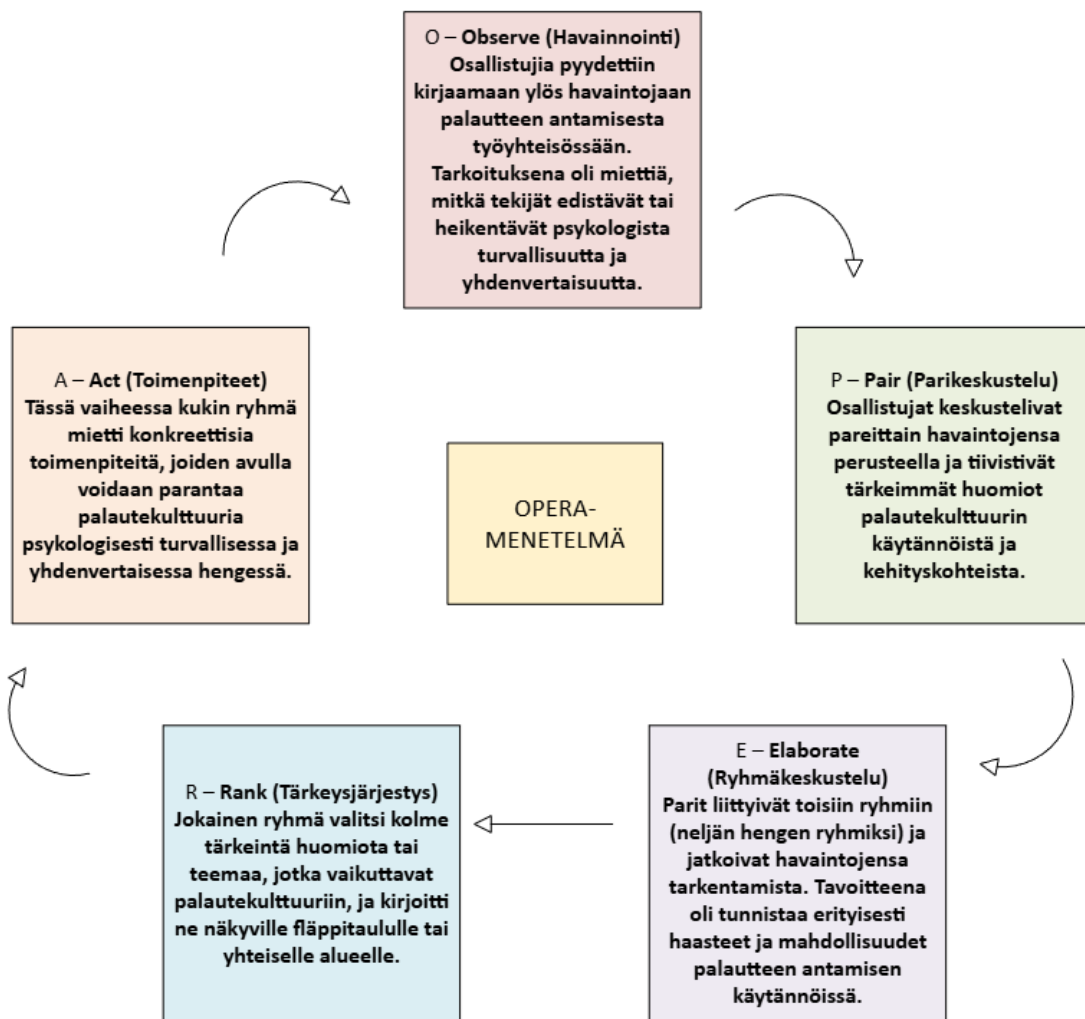 O – Observe (Havainnointi)
Osallistujia pyydettiin
kirjaamaan ylös havaintojaan
palautteen antamisesta
työyhteisössään.
Tarkoituksena oli miettiä,
mitkä tekijät edistävät tai
heikentävät psykologista
turvallisuutta ja
yhdenvertaisuutta.
P – Pair (Parikeskustelu)
Osallistujat keskustelivat
pareittain havaintojensa
perusteella ja tiivistivät
tärkeimmät huomiot
palautekulttuurin
käytännöistä ja
kehityskohteista.
E – Elaborate
(Ryhmäkeskustelu)
Parit liittyivät toisiin ryhmiin
(neljän hengen ryhmiksi) ja
jatkoivat havaintojensa
tarkentamista. Tavoitteena
oli tunnistaa erityisesti
haasteet ja mahdollisuudet
palautteen antamisen
käytännöissä.
R – Rank (Tärkeysjärjestys)
Jokainen ryhmä valitsi kolme
tärkeintä huomiota tai
teemaa, jotka vaikuttavat
palautekulttuuriin, ja kirjoitti
ne näkyville fläppitaululle tai
yhteiselle alueelle.
A – Act (Toimenpiteet)
Tässä vaiheessa kukin ryhmä
mietti konkreettisia
toimenpiteitä, joiden avulla
voidaan parantaa
palautekulttuuria
psykologisesti turvallisessa ja
yhdenvertaisessa hengessä.
OPERA-
MENETELMÄ